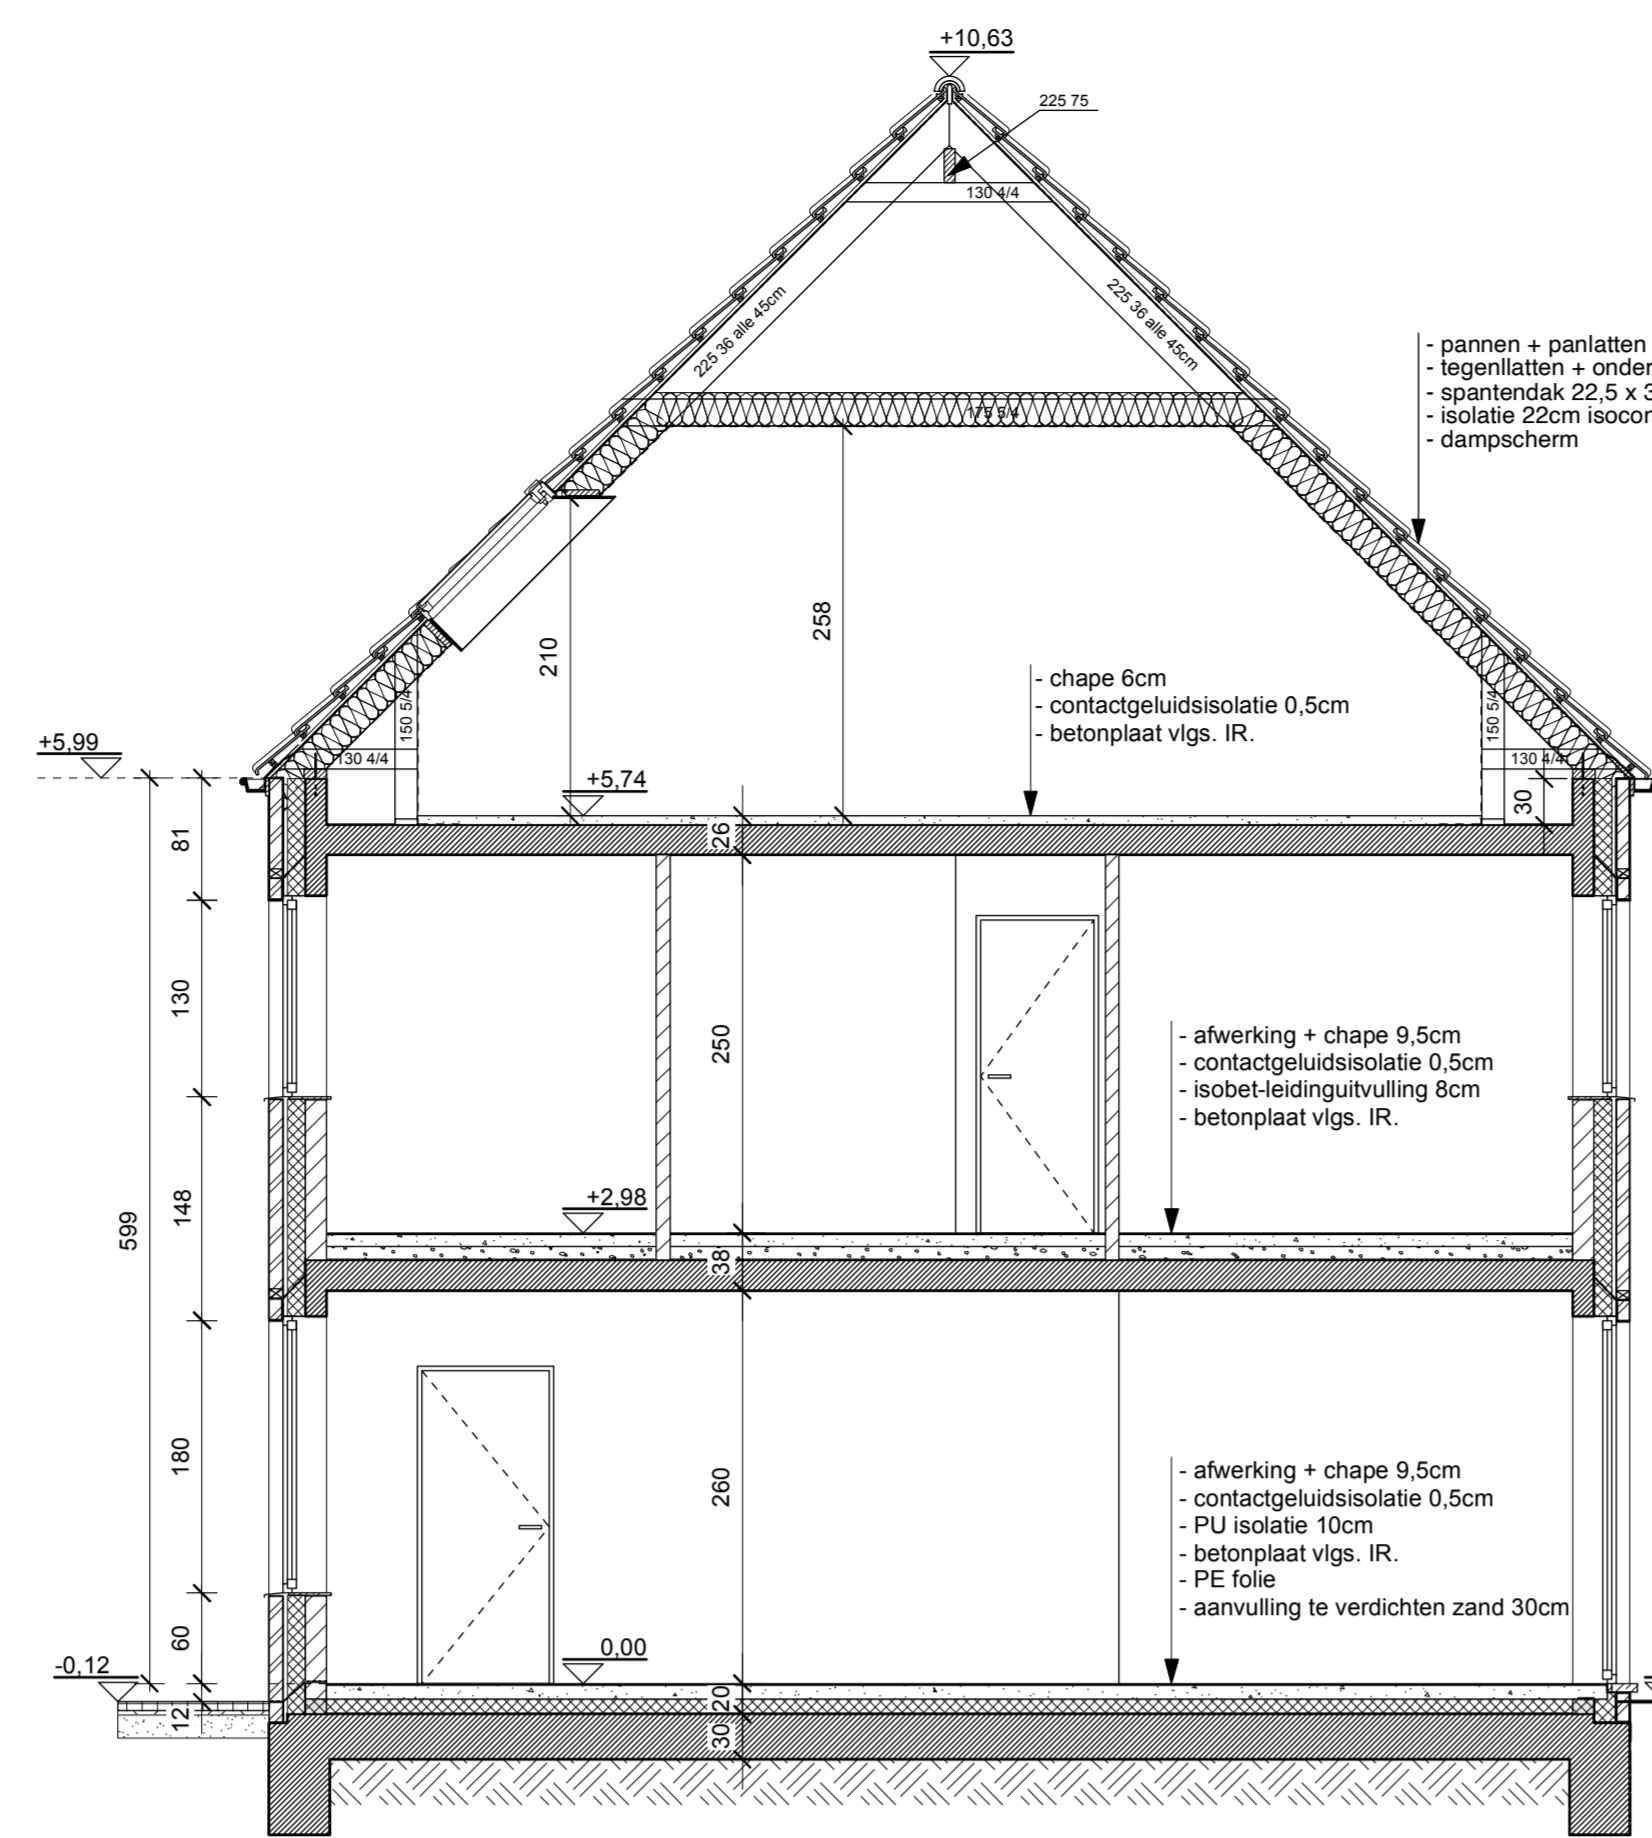 +10,63
225 75
130 4/4
225 36 alle 45cm
225 36 alle 45cm
- pannen + panlatten
- tegenllatten + onder
- spantendak 22,5 x 3
- isolatie 22cm isocon
- dampscherm
175 5/4
258
210
- chape 6cm
- contactgeluidsisolatie 0,5cm
- betonplaat vlgs. IR.
150 5/4
150 5/4
+5,99
130 4/4
130 4/4
+5,74
30
81
26
130
250
- afwerking + chape 9,5cm
- contactgeluidsisolatie 0,5cm
- isobet-leidinguitvulling 8cm
- betonplaat vlgs. IR.
148
+2,98
599
38
180
260
- afwerking + chape 9,5cm
- contactgeluidsisolatie 0,5cm
- PU isolatie 10cm
- betonplaat vlgs. IR.
- PE folie
- aanvulling te verdichten zand 30cm
60
0,00
-0,12
20
12
30